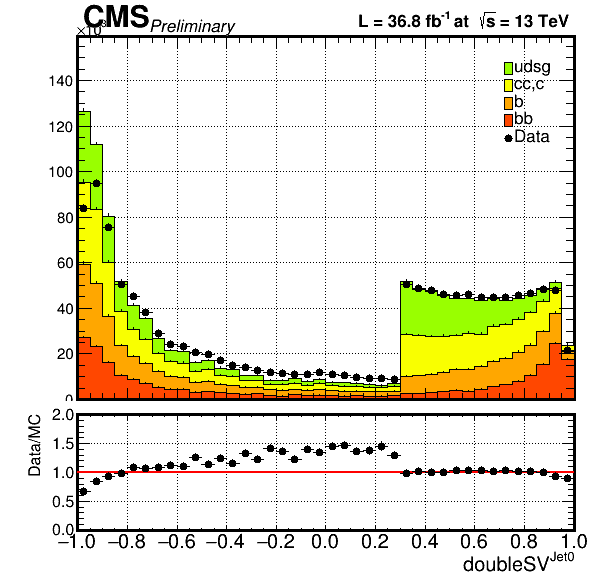 CMS Preliminary L = 36.8 fb⁻¹ at √s = 13 TeV
×10³
udsg
cc,c
b
bb
Data
140
120
100
80
60
40
20
0
Data/MC
2.0
1.5
1.0
0.5
0.0
−1.0 −0.8 −0.6 −0.4 −0.2 0.0 0.2 0.4 0.6 0.8 1.0
doubleSV^Jet0